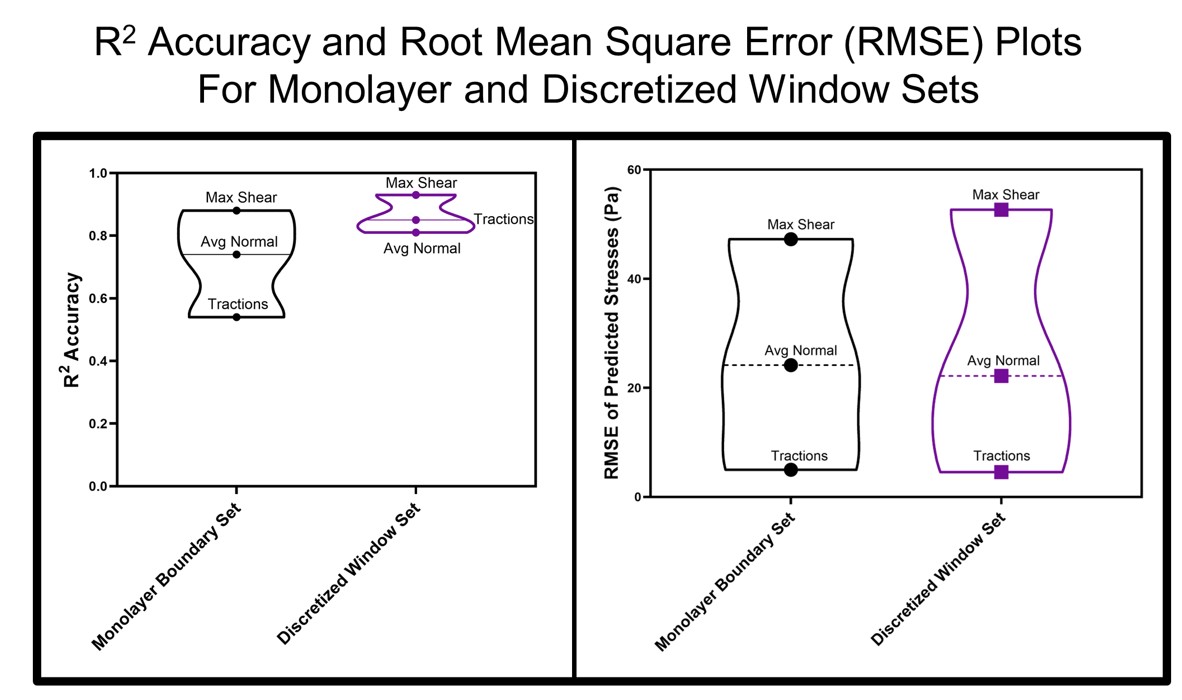 R² Accuracy and Root Mean Square Error (RMSE) Plots
For Monolayer and Discretized Window Sets
R² Accuracy
1.0
0.8
0.6
0.4
0.2
0.0
Max Shear
Avg Normal
Tractions
Max Shear
Tractions
Avg Normal
Monolayer Boundary Set
Discretized Window Set
RMSE of Predicted Stresses (Pa)
60
40
20
0
Max Shear
Avg Normal
Tractions
Max Shear
Avg Normal
Tractions
Monolayer Boundary Set
Discretized Window Set